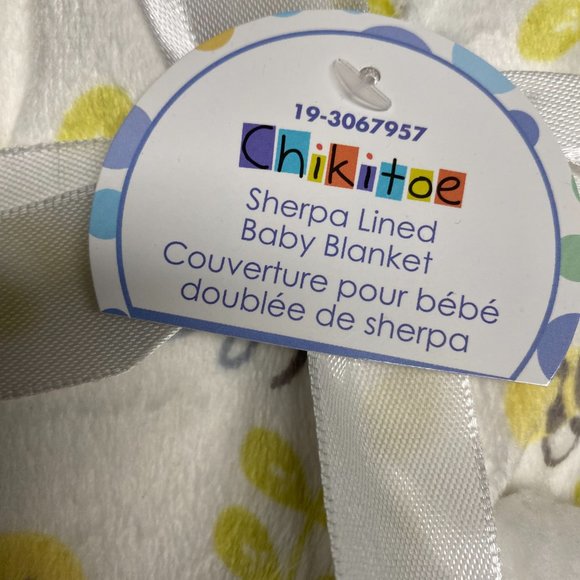 19-3067957
Chikitoe
Sherpa Lined
Baby Blanket
Couverture pour bébé
doublée de sherpa